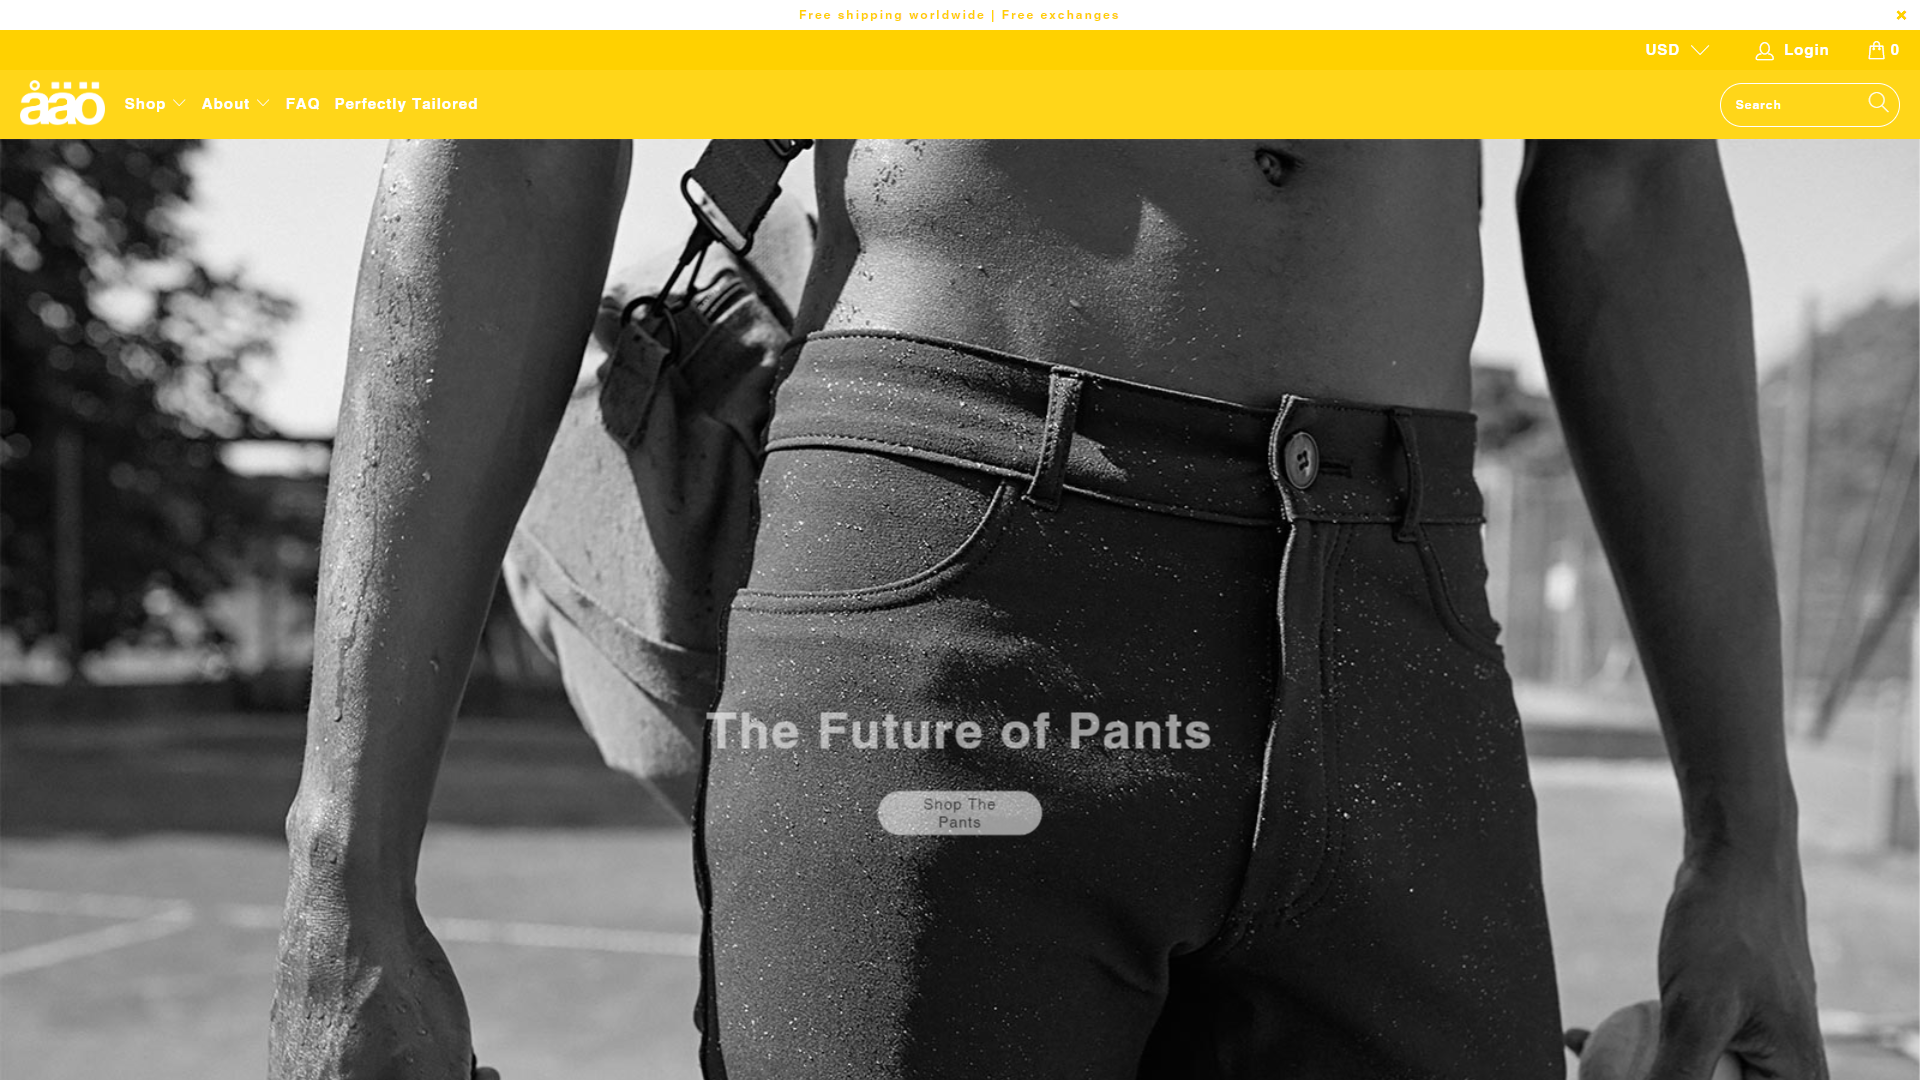 Free shipping worldwide | Free exchanges
USD
Login
0
åäö
Shop
About
FAQ
Perfectly Tailored
Search
The Future of Pants
Shop The
Pants